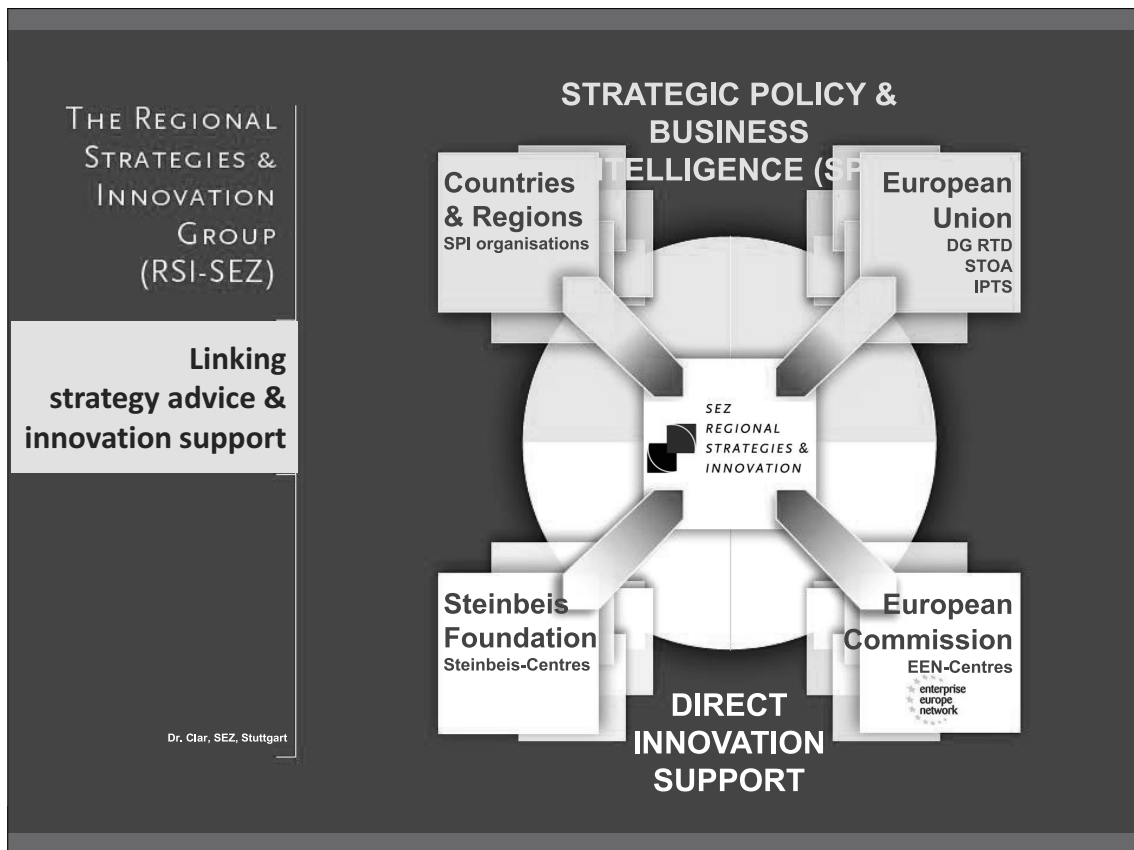 THE REGIONAL
STRATEGIES &
INNOVATION
GROUP
(RSI-SEZ)
Linking
strategy advice &
innovation support
Dr. Clar, SEZ, Stuttgart
STRATEGIC POLICY &
BUSINESS
TELLIGENCE (SP
Countries
& Regions
SPI organisations
European
Union
DG RTD
STOA
IPTS
SEZ
REGIONAL
STRATEGIES &
INNOVATION
Steinbeis
Foundation
Steinbeis-Centres
European
Commission
EEN-Centres
enterprise
europe
network
DIRECT
INNOVATION
SUPPORT